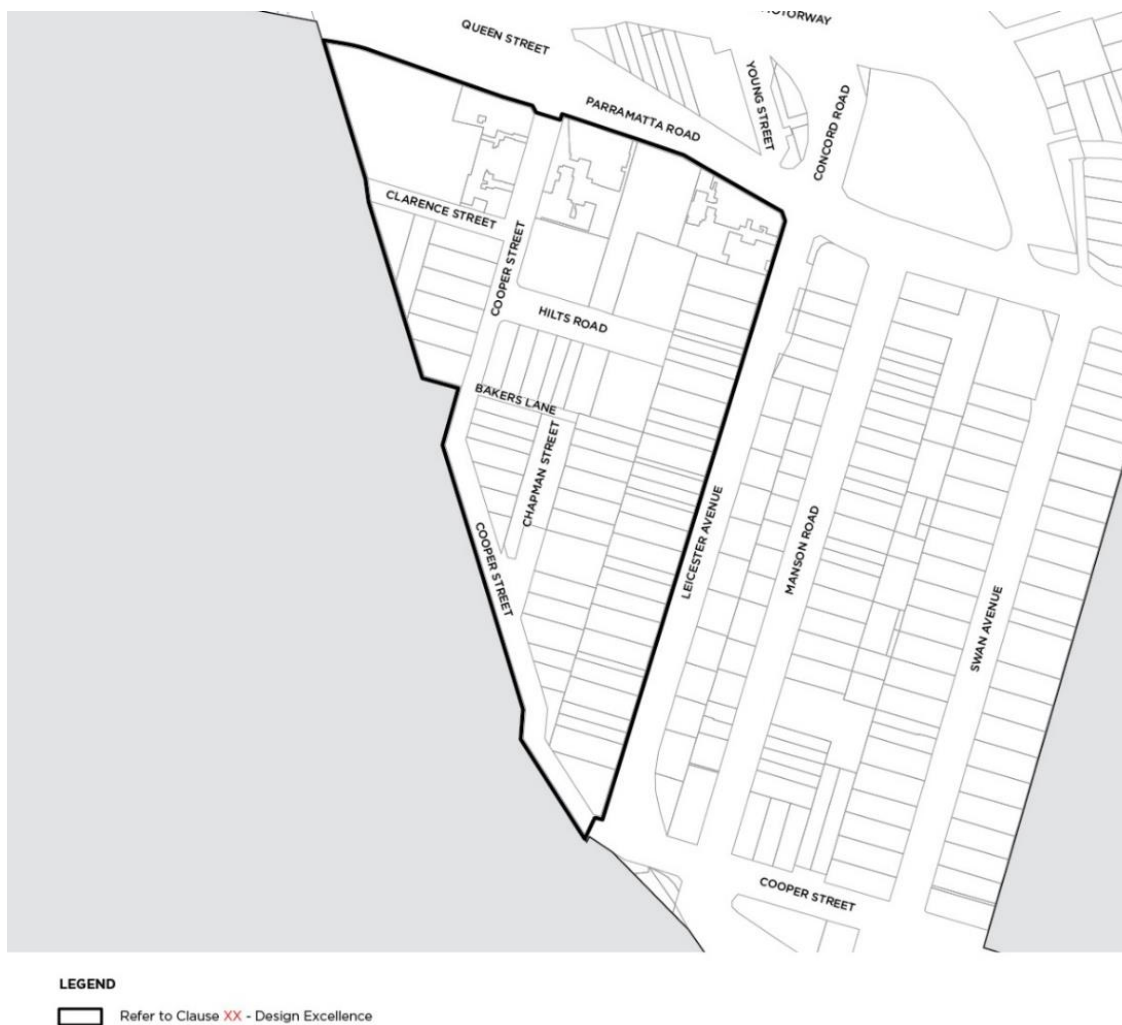 QUEEN STREET
PARRAMATTA ROAD
YOUNG STREET
CONCORD ROAD
CLARENCE STREET
COOPER STREET
HILTS ROAD
BAKERS LANE
CHAPMAN STREET
COOPER STREET
LEICESTER AVENUE
MANSON ROAD
SWAN AVENUE
COOPER STREET
LEGEND
Refer to Clause XX - Design Excellence